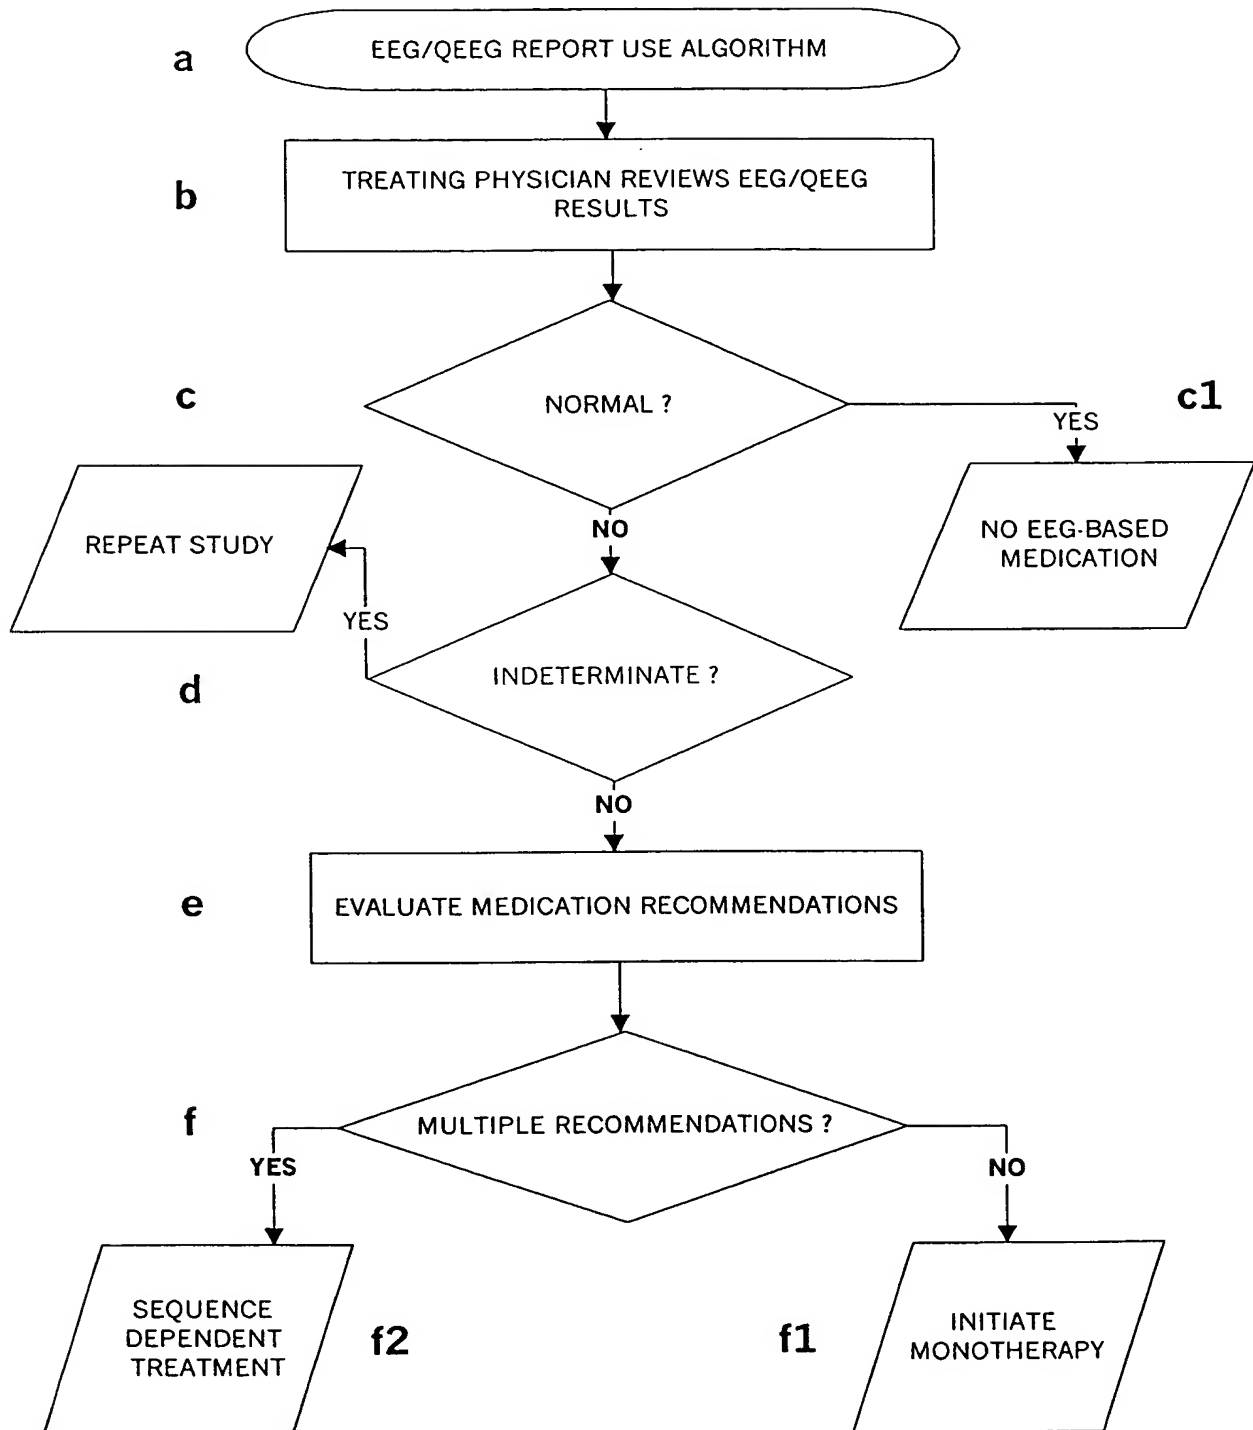 a
EEG/QEEG REPORT USE ALGORITHM
b
TREATING PHYSICIAN REVIEWS EEG/QEEG
RESULTS
c
NORMAL ?
c1
YES
NO EEG-BASED
MEDICATION
NO
REPEAT STUDY
YES
d
INDETERMINATE ?
NO
e
EVALUATE MEDICATION RECOMMENDATIONS
f
MULTIPLE RECOMMENDATIONS ?
YES
NO
SEQUENCE
DEPENDENT
TREATMENT
f2
f1
INITIATE
MONOTHERAPY